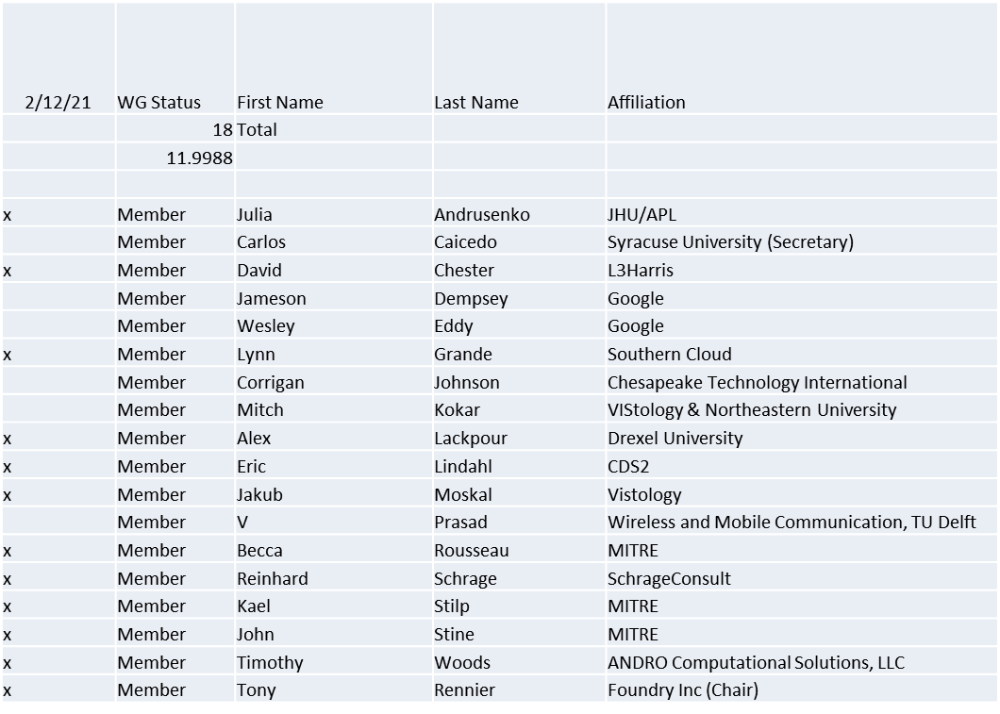 2/12/21 WG Status First Name Last Name Affiliation
18 Total
11.9988
x Member Julia Andrusenko JHU/APL
Member Carlos Caicedo Syracuse University (Secretary)
x Member David Chester L3Harris
Member Jameson Dempsey Google
Member Wesley Eddy Google
x Member Lynn Grande Southern Cloud
Member Corrigan Johnson Chesapeake Technology International
Member Mitch Kokar VIStology & Northeastern University
x Member Alex Lackpour Drexel University
x Member Eric Lindahl CDS2
x Member Jakub Moskal Vistology
Member V Prasad Wireless and Mobile Communication, TU Delft
x Member Becca Rousseau MITRE
x Member Reinhard Schrage SchrageConsult
x Member Kael Stilp MITRE
x Member John Stine MITRE
x Member Timothy Woods ANDRO Computational Solutions, LLC
x Member Tony Rennier Foundry Inc (Chair)